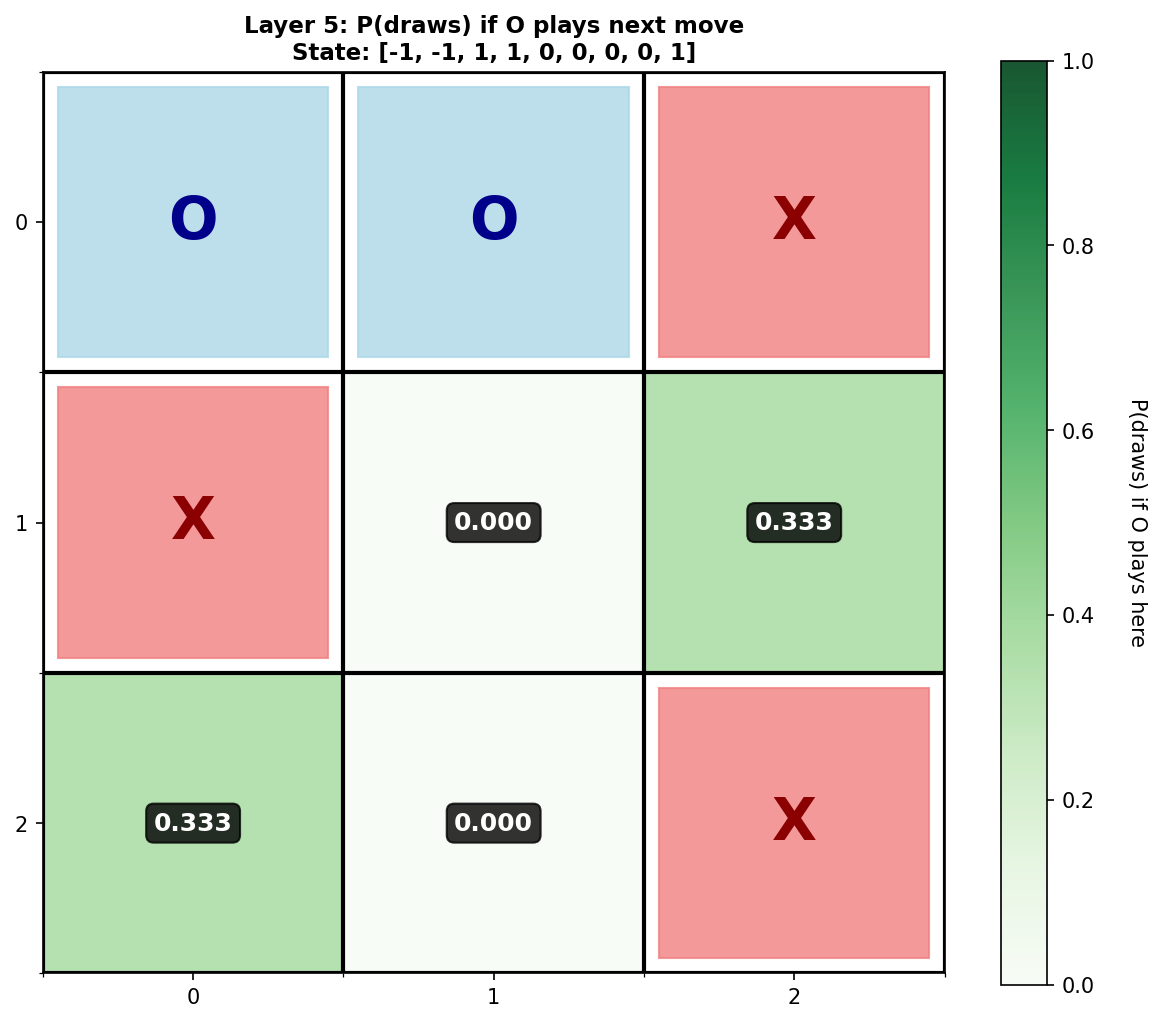 Layer 5: P(draws) if O plays next move
State: [-1, -1, 1, 1, 0, 0, 0, 0, 1]
0
O
O
X
1
X
0.000
0.333
2
0.333
0.000
X
0
1
2
1.0
0.8
0.6
0.4
0.2
0.0
P(draws) if O plays here